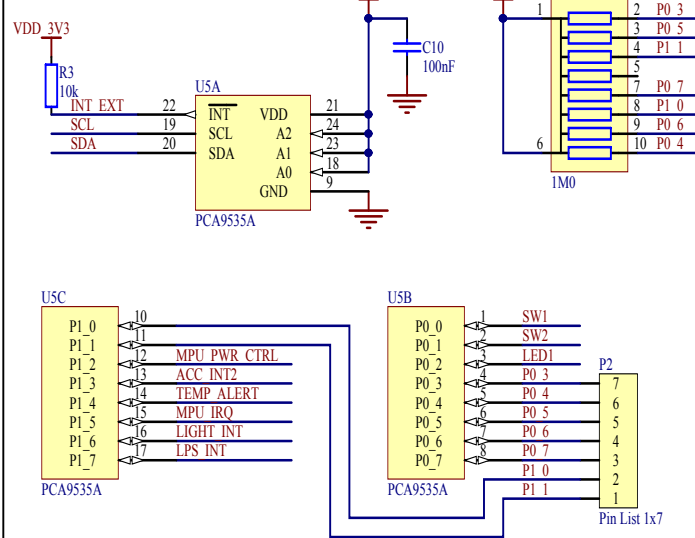 VDD_3V3
R3
10k
C10
100nF
U5A
INT_EXT 22 INT VDD 21
SCL 19 SCL A2 24
SDA 20 SDA A1 23
A0 18
GND 9
PCA9535A
1 2 P0_3
3 P0_5
4 P1_1
5
7 P0_7
8 P1_0
9 P0_6
6 10 P0_4
1M0
U5C
P1_0 10
P1_1 11
P1_2 12 MPU_PWR_CTRL
P1_3 13 ACC_INT2
P1_4 14 TEMP_ALERT
P1_5 15 MPU_IRQ
P1_6 16 LIGHT_INT
P1_7 17 LPS_INT
PCA9535A
U5B
P0_0 1 SW1
P0_1 2 SW2
P0_2 3 LED1
P0_3 4 P0_3
P0_4 5 P0_4
P0_5 6 P0_5
P0_6 7 P0_6
P0_7 8 P0_7
P1_0
P1_1
PCA9535A
P2
7
6
5
4
3
2
1
Pin List 1x7